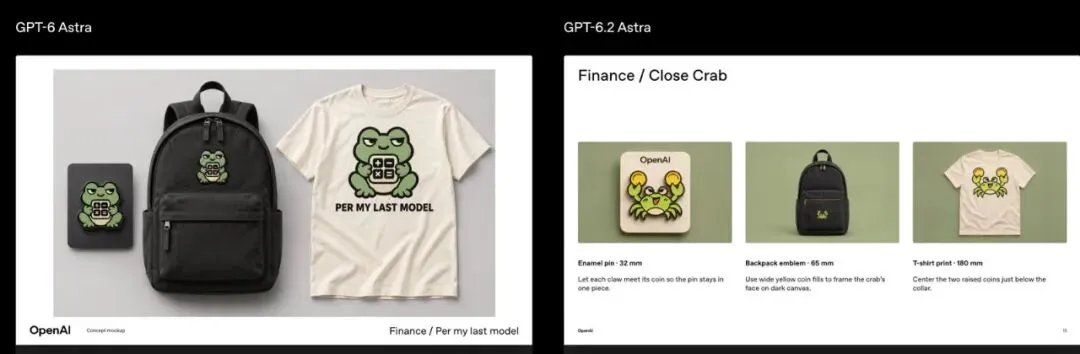 GPT-6 Astra
PER MY LAST MODEL
OpenAI
Concept mockup
Finance / Per my last model
GPT-6.2 Astra
Finance / Close Crab
OpenAI
Enamel pin · 32 mm
Let each claw meet its coin so the pin stays in
one piece.
Backpack emblem · 65 mm
Use wide yellow coin fills to frame the crab's
face on dark canvas.
T-shirt print · 180 mm
Center the two raised coins just below the
collar.
OpenAI